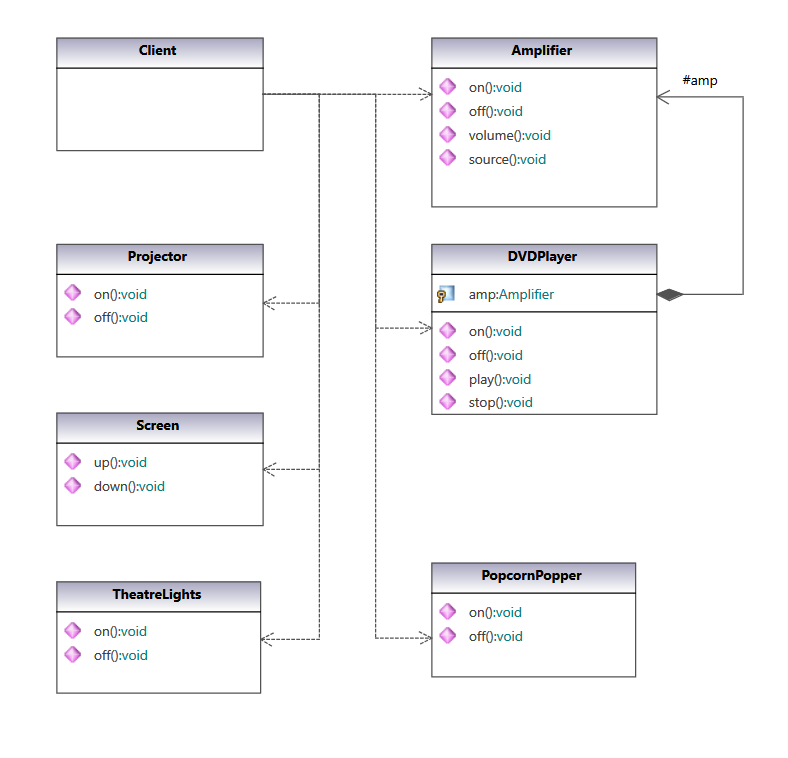 Client
Amplifier
on():void
off():void
volume():void
source():void
#amp
Projector
on():void
off():void
DVDPlayer
amp:Amplifier
on():void
off():void
play():void
stop():void
Screen
up():void
down():void
TheatreLights
on():void
off():void
PopcornPopper
on():void
off():void